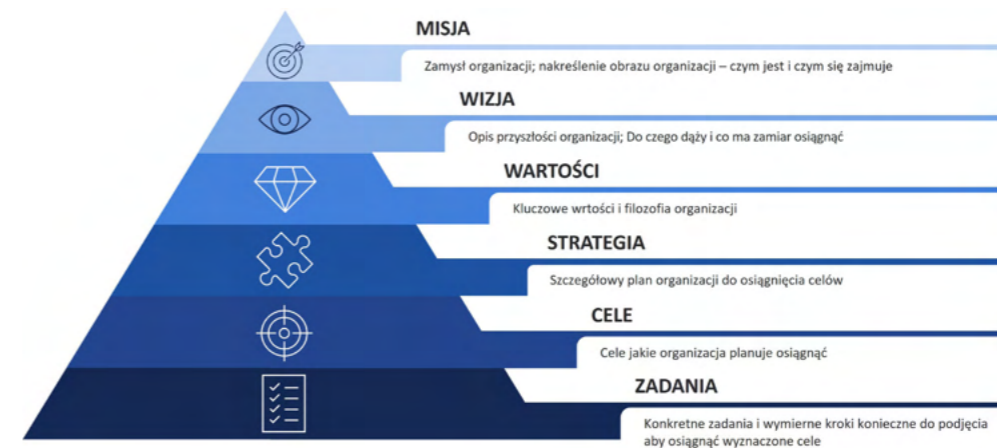 MISJA
Zamysł organizacji; nakreślenie obrazu organizacji – czym jest i czym się zajmuje
WIZJA
Opis przyszłości organizacji; Do czego dąży i co ma zamiar osiągnąć
WARTOŚCI
Kluczowe wrtości i filozofia organizacji
STRATEGIA
Szczegółowy plan organizacji do osiągnięcia celów
CELE
Cele jakie organizacja planuje osiągnąć
ZADANIA
Konkretne zadania i wymierne kroki konieczne do podjęcia
aby osiągnąć wyznaczone cele